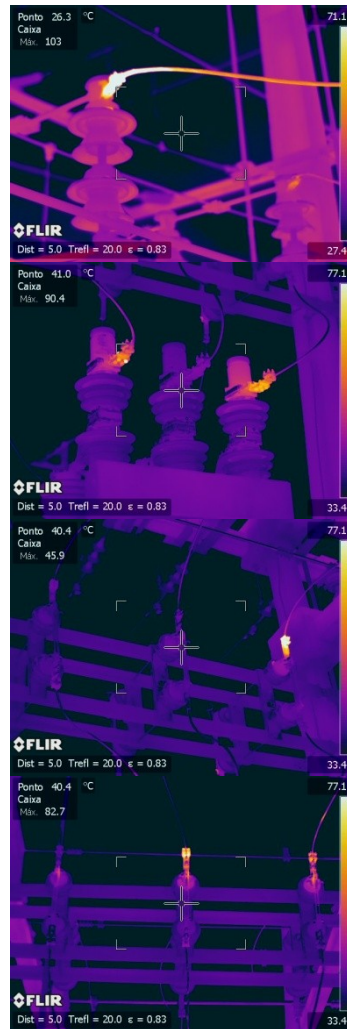 Ponto 26.3 °C
Caixa
Máx. 103
71.1
FLIR
Dist = 5.0 Trefl = 20.0 ε = 0.83
27.4
Ponto 41.0 °C
Caixa
Máx. 90.4
77.1
FLIR
Dist = 5.0 Trefl = 20.0 ε = 0.83
33.4
Ponto 40.4 °C
Caixa
Máx. 45.9
77.1
FLIR
Dist = 5.0 Trefl = 20.0 ε = 0.83
33.4
Ponto 40.4 °C
Caixa
Máx. 82.7
77.1
FLIR
Dist = 5.0 Trefl = 20.0 ε = 0.83
33.4